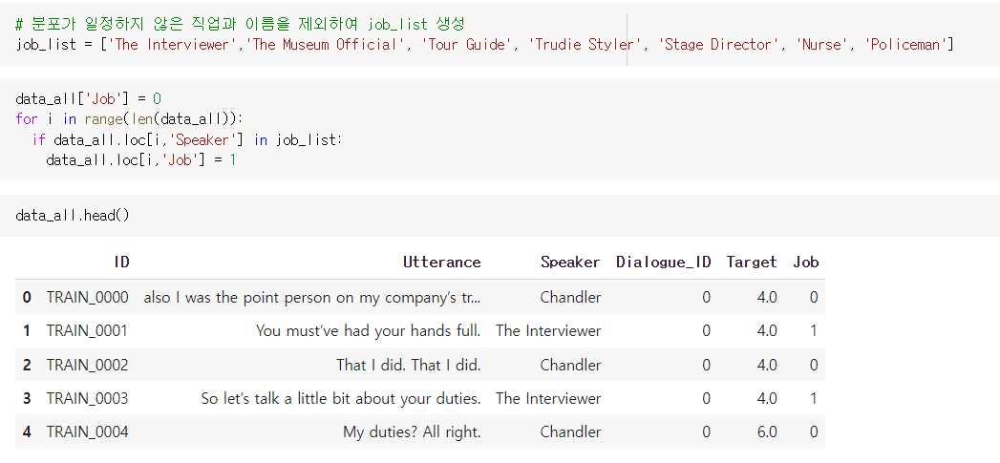 # 분포가 일정하지 않은 직업과 이름을 제외하여 job_list 생성
job_list = ['The Interviewer','The Museum Official', 'Tour Guide', 'Trudie Styler', 'Stage Director', 'Nurse', 'Policeman']
data_all['Job'] = 0
for i in range(len(data_all)):
  if data_all.loc[i,'Speaker'] in job_list:
    data_all.loc[i,'Job'] = 1
data_all.head()
ID Utterance Speaker Dialogue_ID Target Job
0 TRAIN_0000 also I was the point person on my company's tr... Chandler 0 4.0 0
1 TRAIN_0001 You must've had your hands full. The Interviewer 0 4.0 1
2 TRAIN_0002 That I did. That I did. Chandler 0 4.0 0
3 TRAIN_0003 So let's talk a little bit about your duties. The Interviewer 0 4.0 1
4 TRAIN_0004 My duties? All right. Chandler 0 6.0 0